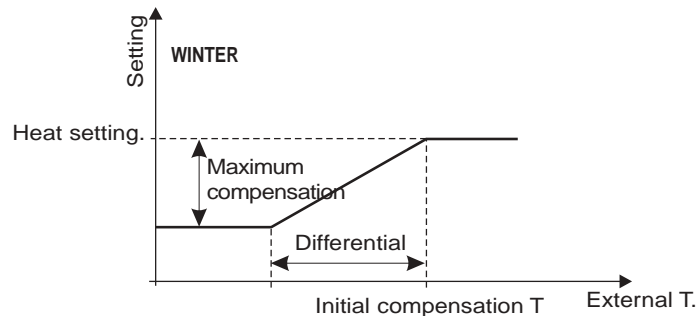 Setting
WINTER
Heat setting.
Maximum
compensation
Differential
Initial compensation T
External T.